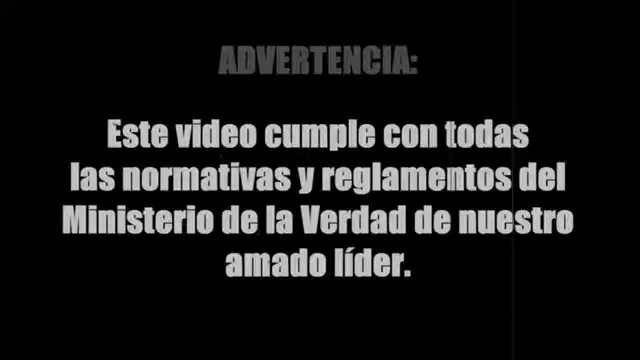 ADVERTENCIA:
Este video cumple con todas
las normativas y reglamentos del
Ministerio de la Verdad de nuestro
amado líder.